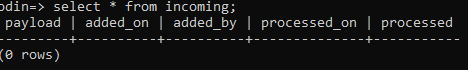 odin=> select * from incoming;
payload | added_on | added_by | processed_on | processed
---------+----------+----------+--------------+-----------
(0 rows)